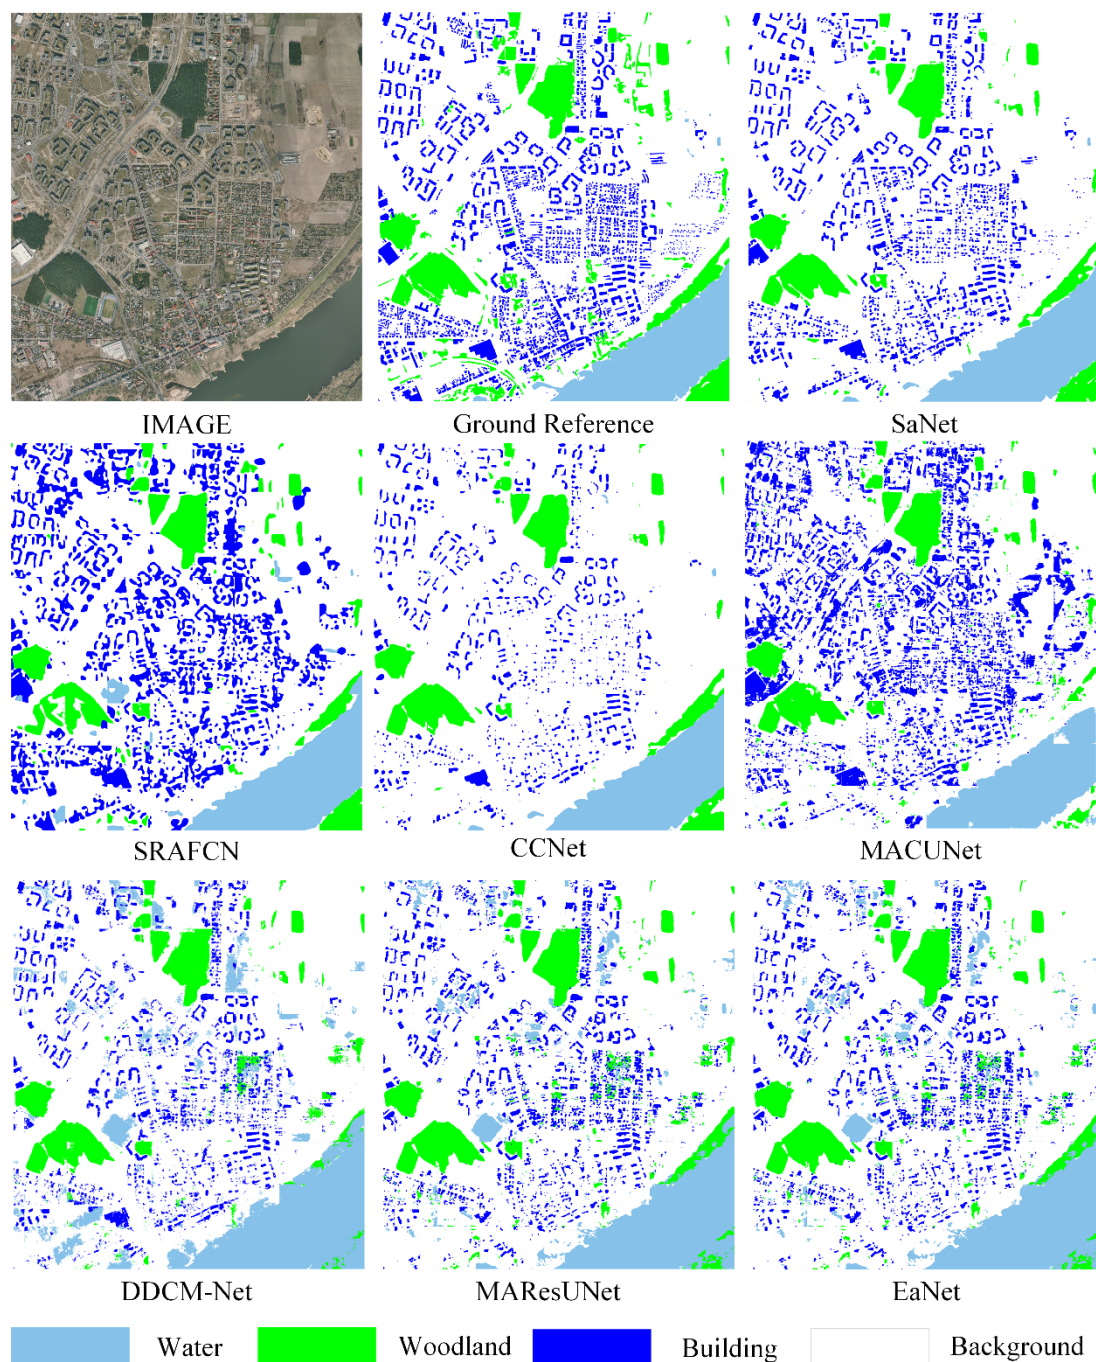 IMAGE
Ground Reference
SaNet
SRAFCN
CCNet
MACUNet
DDCM-Net
MAResUNet
EaNet
Water
Woodland
Building
Background